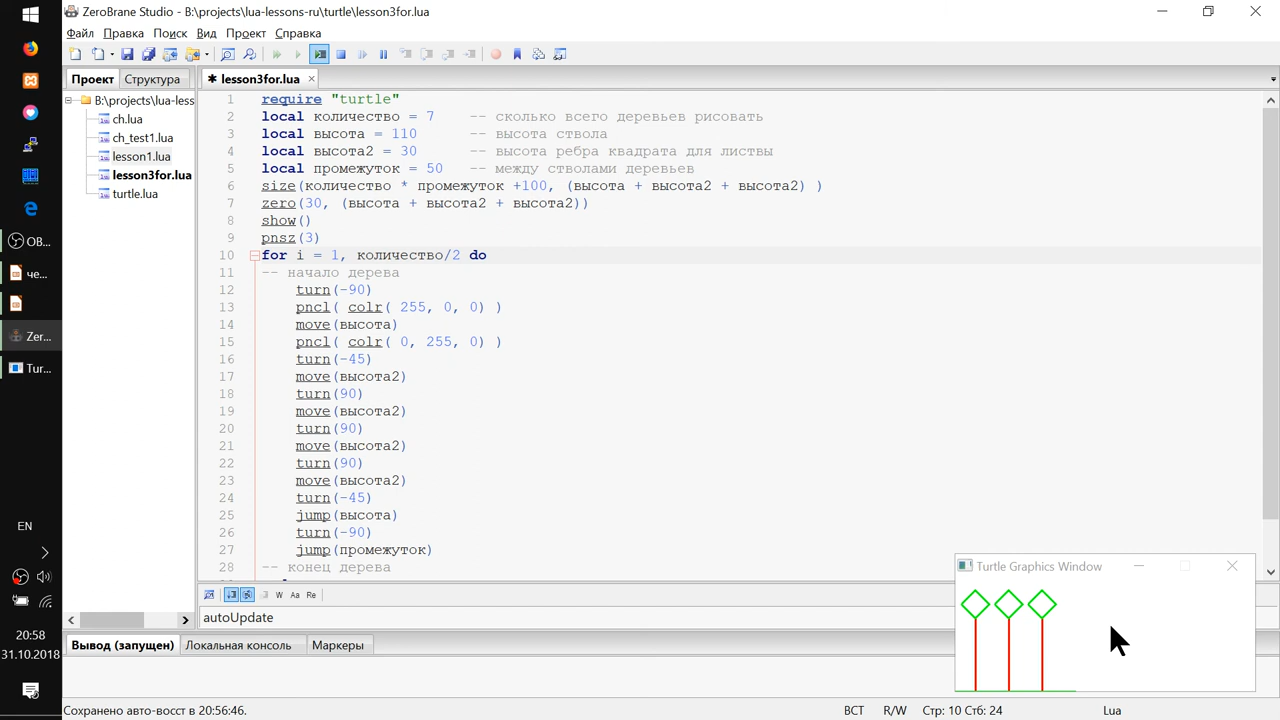 ZeroBrane Studio - B:\projects\lua-lessons-ru\turtle\lesson3for.lua
Файл Правка Поиск Вид Проект Справка
Проект Структура
✱ lesson3for.lua
B:\projects\lua-less
ch.lua
ch_test1.lua
lesson1.lua
lesson3for.lua
turtle.lua
1 require "turtle"
2 local количество = 7 -- сколько всего деревьев рисовать
3 local высота = 110 -- высота ствола
4 local высота2 = 30 -- высота ребра квадрата для листвы
5 local промежуток = 50 -- между стволами деревьев
6 size(количество * промежуток +100, (высота + высота2 + высота2) )
7 zero(30, (высота + высота2 + высота2))
8 show()
9 pnsz(3)
10 for i = 1, количество/2 do
11 -- начало дерева
12 turn(-90)
13 pncl( colr( 255, 0, 0) )
14 move(высота)
15 pncl( colr( 0, 255, 0) )
16 turn(-45)
17 move(высота2)
18 turn(90)
19 move(высота2)
20 turn(90)
21 move(высота2)
22 turn(90)
23 move(высота2)
24 turn(-45)
25 jump(высота)
26 turn(-90)
27 jump(промежуток)
28 -- конец дерева
OB...
че...
Zer...
Tur...
EN
20:58
31.10.2018
Turtle Graphics Window
W Aa Re
autoUpdate
Вывод (запущен) Локальная консоль Маркеры
Сохранено авто-восст в 20:56:46. ВСТ R/W Стр: 10 Стб: 24 Lua